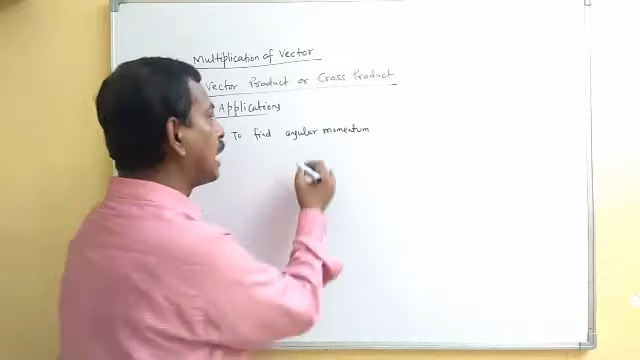 Multiplication of Vector
Vector Product or Cross Product
Applications
To find angular momentum